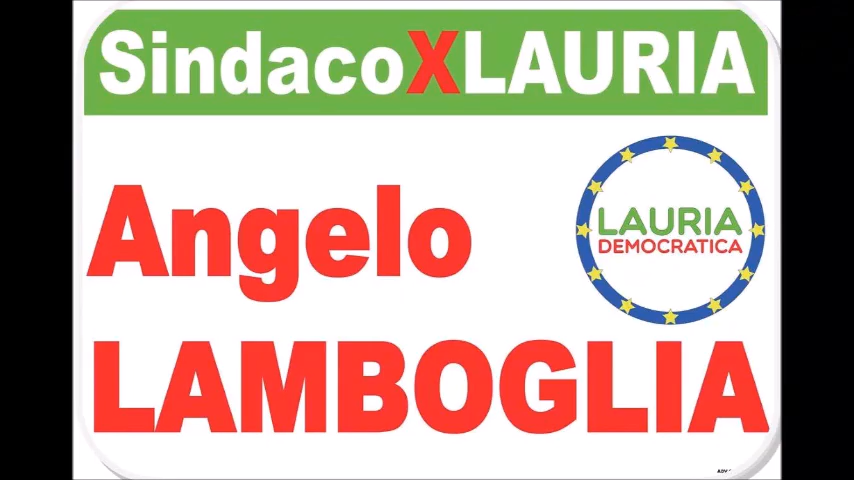 SindacoXLAURIA
Angelo
LAURIA
DEMOCRATICA
LAMBOGLIA